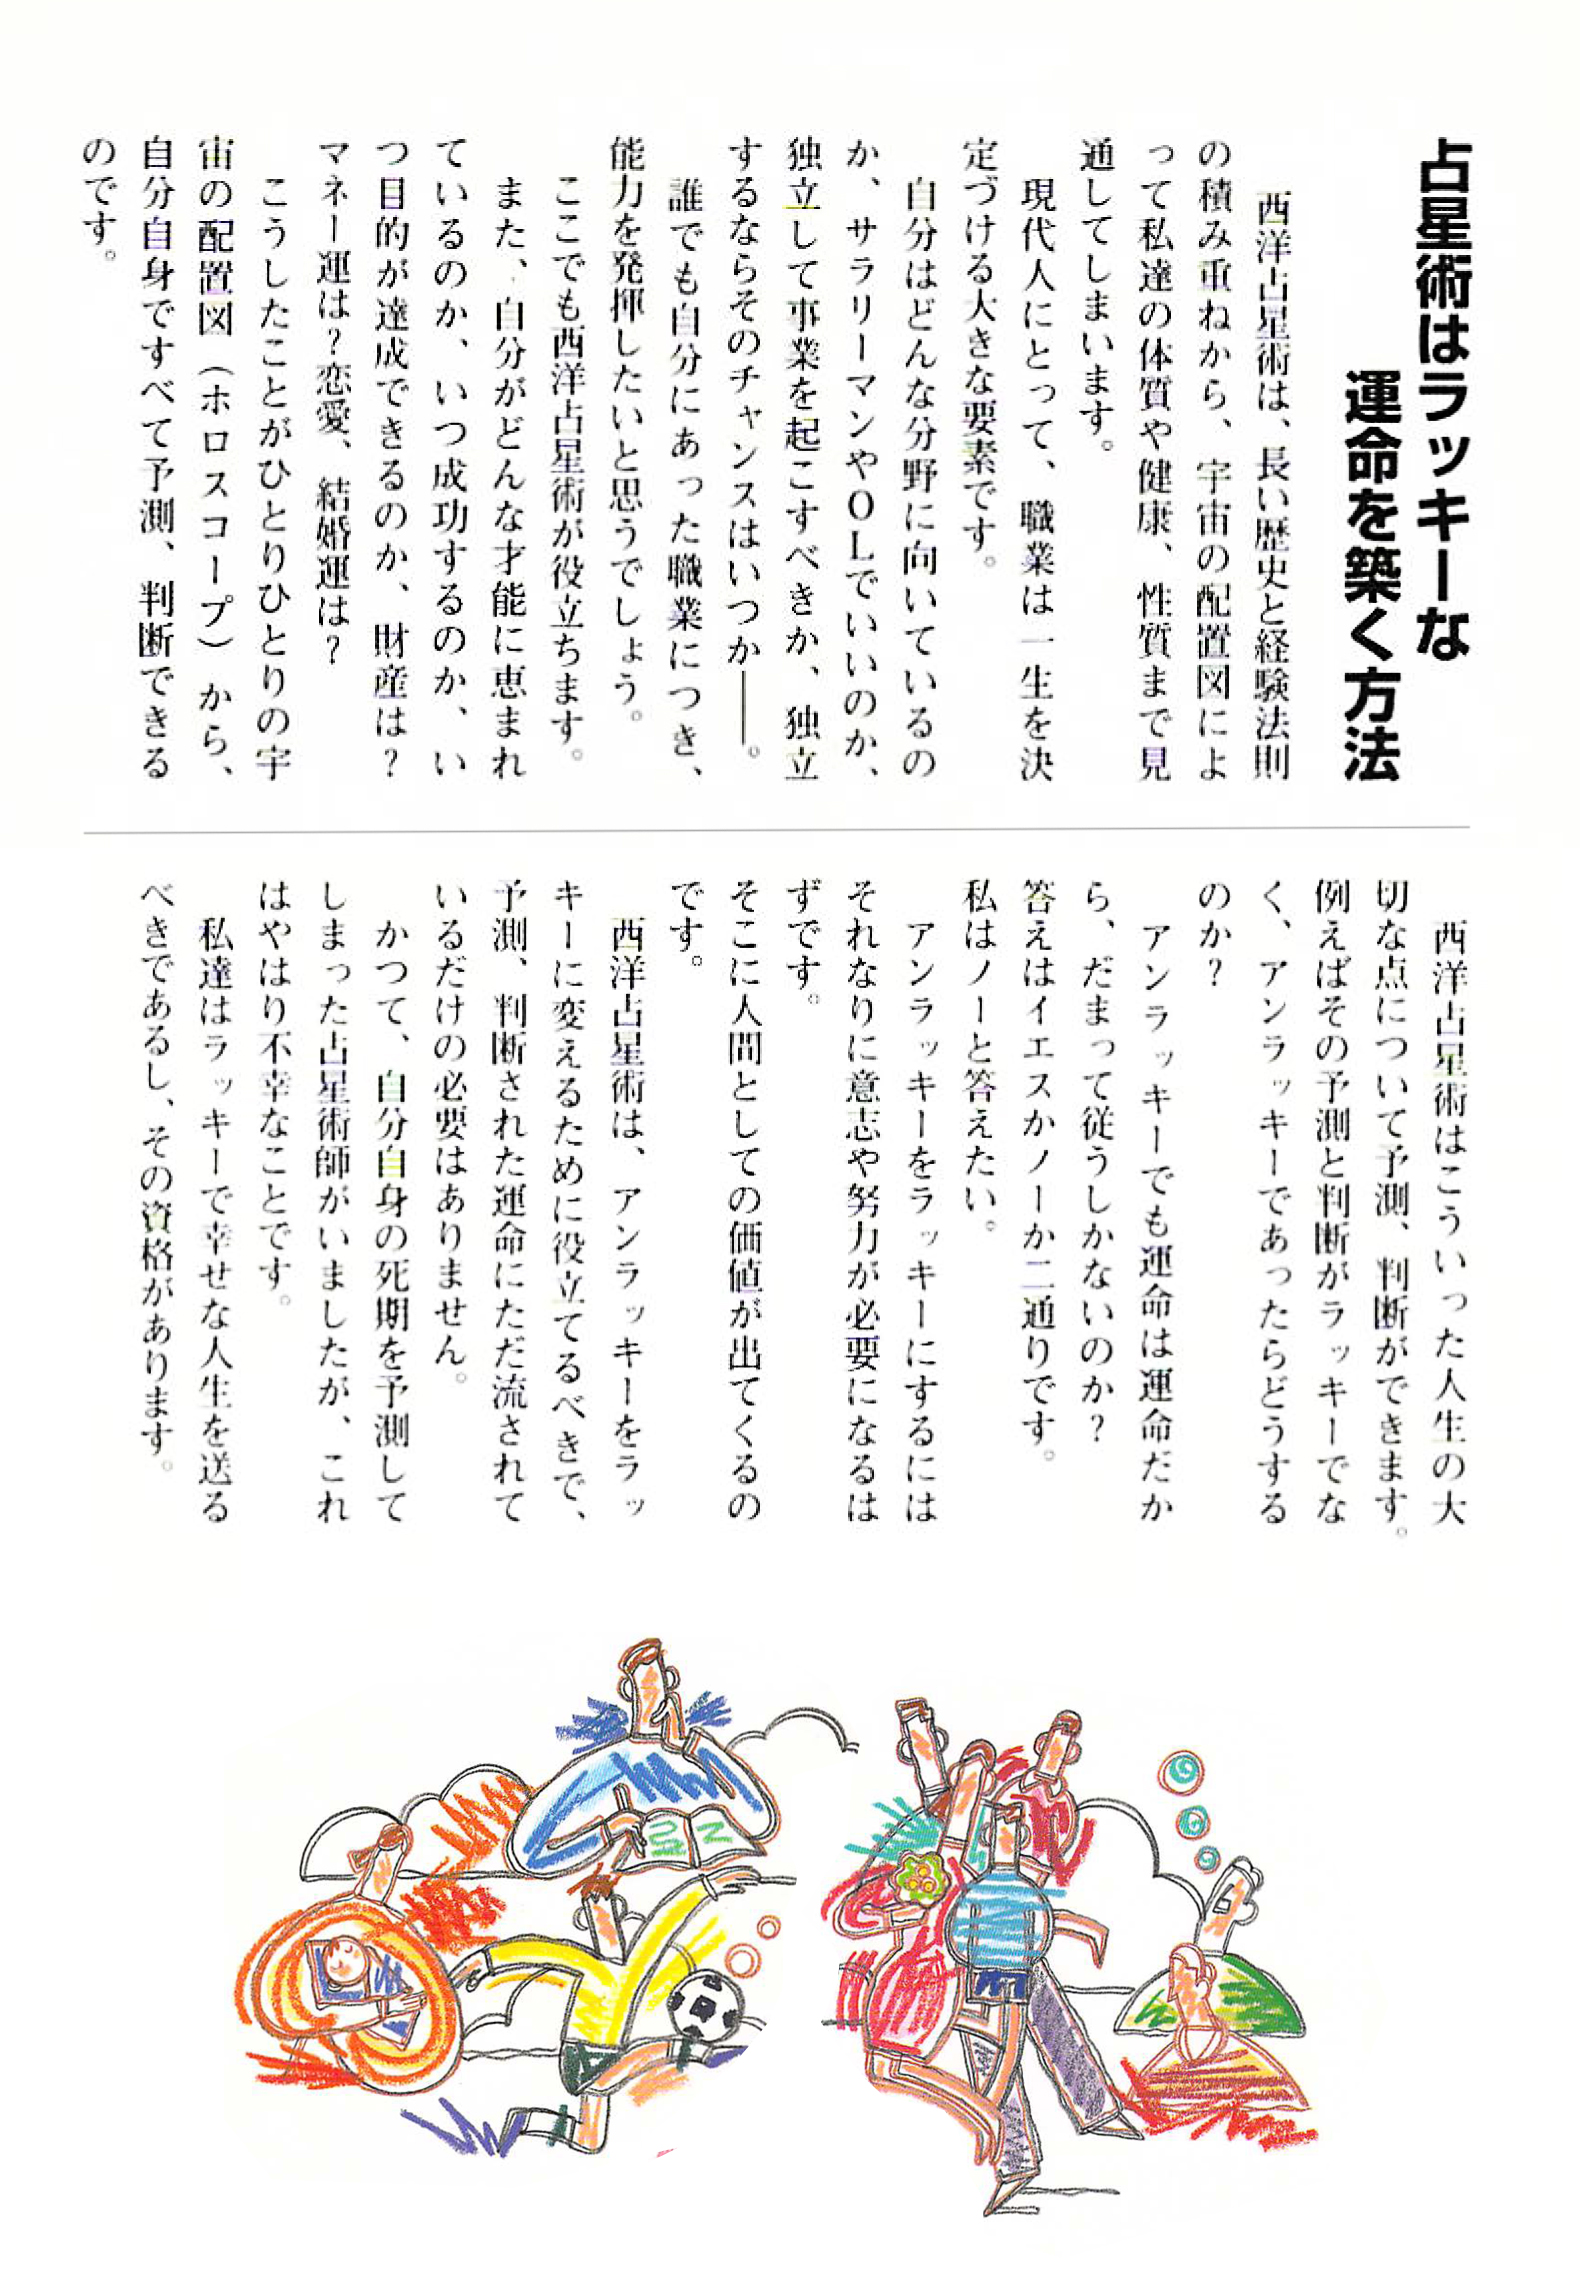 占星術はラッキーな
運命を築く方法
西洋占星術は、長い歴史と経験法則
の積み重ねから、宇宙の配置図によ
って私達の体質や健康、性質まで見
通してしまいます。
現代人にとって、職業は一生を決
定づける大きな要素です。
自分はどんな分野に向いているの
か、サラリーマンやOLでいいのか、
独立して事業を起こすべきか、独立
するならそのチャンスはいつか——。
誰でも自分にあった職業につき、
能力を発揮したいと思うでしょう。
ここでも西洋占星術が役立ちます。
また、自分がどんな才能に恵まれ
ているのか、いつ成功するのか、い
つ目的が達成できるのか、財産は?
マネー運は?恋愛、結婚運は?
こうしたことがひとりひとりの宇
宙の配置図(ホロスコープ)から、
自分自身ですべて予測、判断できる
のです。
西洋占星術はこういった人生の大
切な点について予測、判断ができます。
例えばその予測と判断がラッキーでな
く、アンラッキーであったらどうする
のか?
アンラッキーでも運命は運命だか
ら、だまって従うしかないのか?
答えはイエスかノーか二通りです。
私はノーと答えたい。
アンラッキーをラッキーにするには
それなりに意志や努力が必要になるは
ずです。
そこに人間としての価値が出てくるの
です。
西洋占星術は、アンラッキーをラッ
キーに変えるために役立てるべきで、
予測、判断された運命にただ流されて
いるだけの必要はありません。
かつて、自分自身の死期を予測して
しまった占星術師がいましたが、これ
はやはり不幸なことです。
私達はラッキーで幸せな人生を送る
べきであるし、その資格があります。